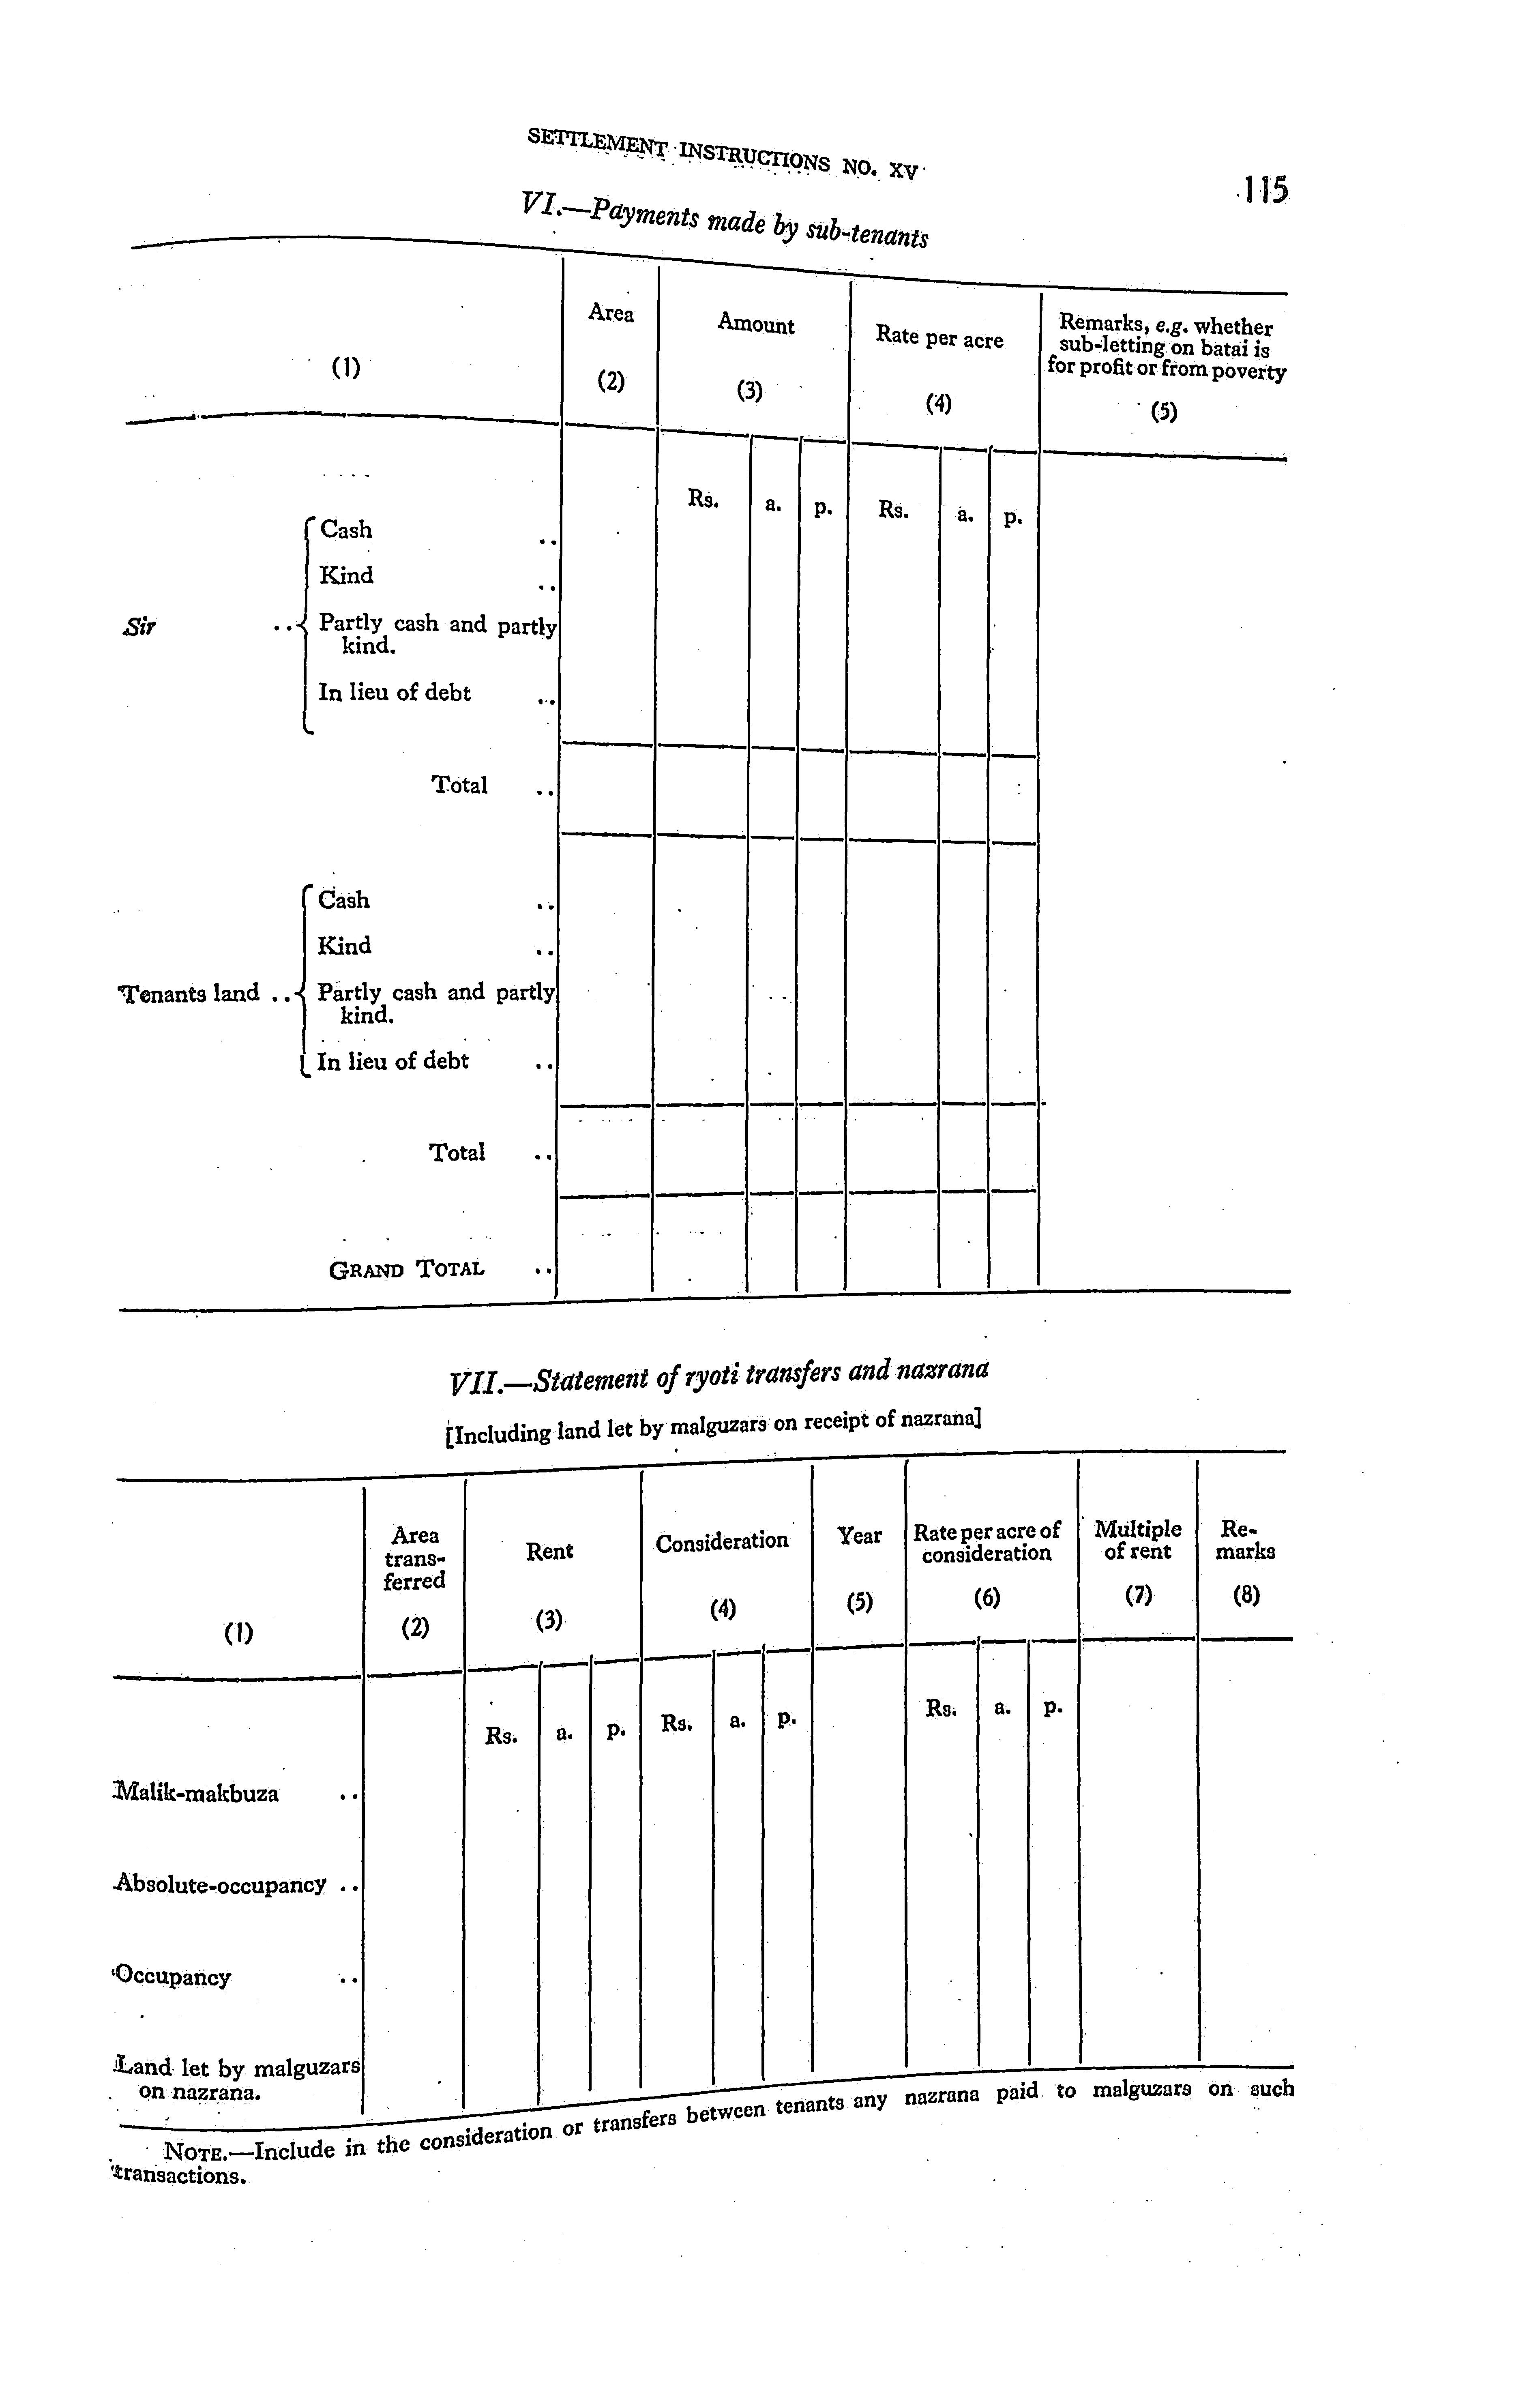 SETTLEMENT INSTRUCTIONS NO. XV
115
VI.—Payments made by sub-tenants
(1)
Area
(2)
Amount
(3)
Rate per acre
(4)
Remarks, e.g. whether
sub-letting on batai is
for profit or from poverty
(5)
Rs. a. p. Rs. a. p.
Cash ..
Kind ..
Sir .. Partly cash and partly
kind.
In lieu of debt ..
Total ..
Cash ..
Kind ..
Tenants land .. Partly cash and partly
kind.
In lieu of debt ..
Total ..
GRAND TOTAL ..
VII.—Statement of ryoti transfers and nazrana
[Including land let by malguzars on receipt of nazrana]
(1)
Area
trans-
ferred
(2)
Rent
(3)
Consideration
(4)
Year
(5)
Rate per acre of
consideration
(6)
Multiple
of rent
(7)
Re-
marks
(8)
Rs. a. p. Rs. a. p. Rs. a. p.
Malik-makbuza ..
Absolute-occupancy ..
Occupancy ..
Land let by malguzars
on nazrana.
NOTE.—Include in the consideration or transfers between tenants any nazrana paid to malguzars on such
transactions.